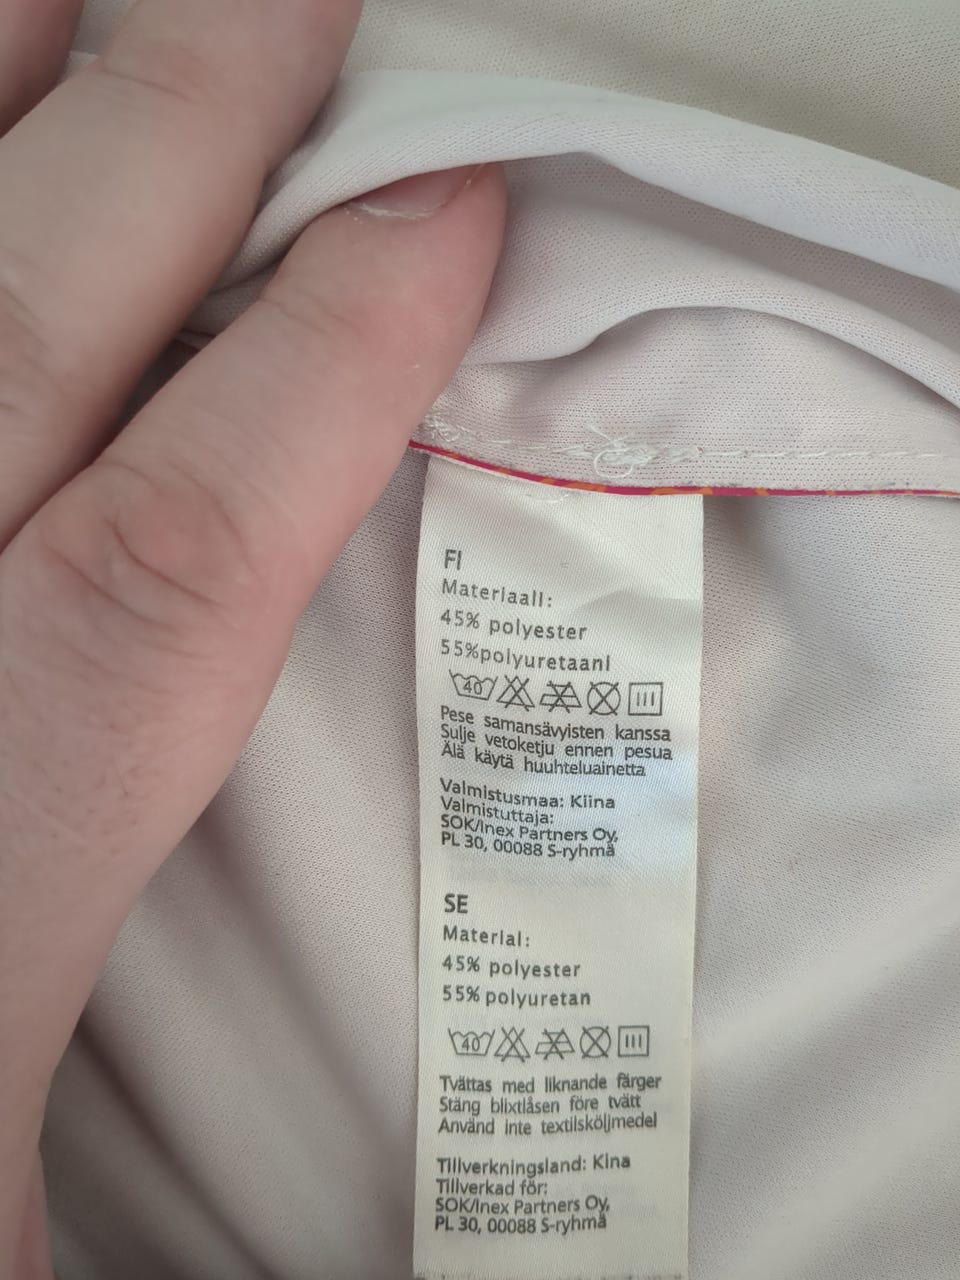 FI
Materiaali:
45% polyester
55%polyuretaani
40
Pese samansävyisten kanssa
Sulje vetoketju ennen pesua
Älä käytä huuhteluainetta
Valmistusmaa: Kiina
Valmistuttaja:
SOK/Inex Partners Oy,
PL 30, 00088 S-ryhmä
SE
Material:
45% polyester
55% polyuretan
40
Tvättas med liknande färger
Stäng blixtlåsen före tvätt
Använd inte textilsköljmedel
Tillverkningsland: Kina
Tillverkad för:
SOK/Inex Partners Oy,
PL 30, 00088 S-ryhmä